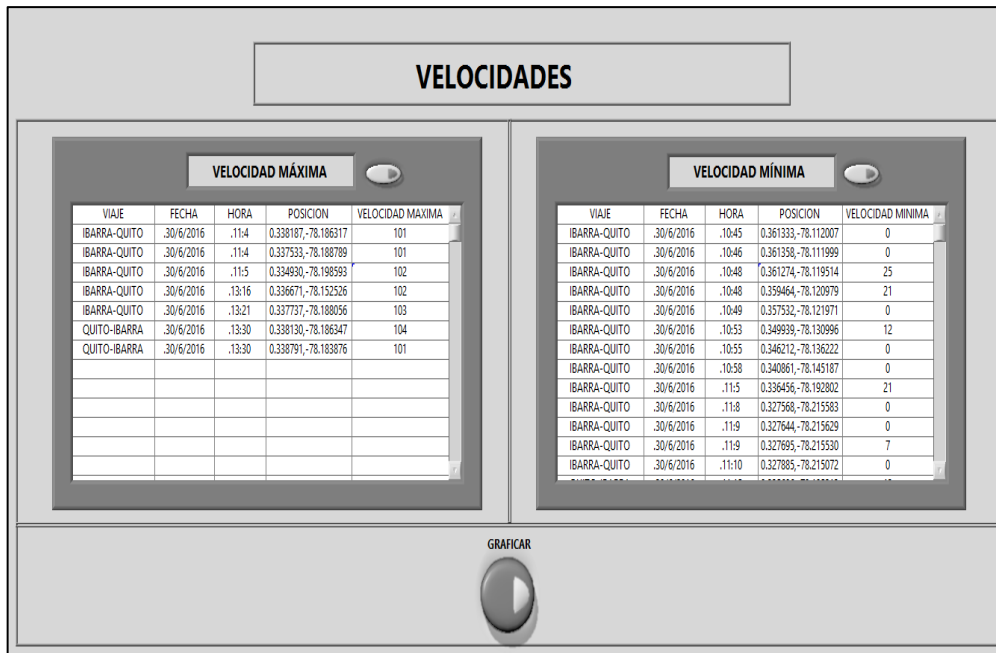 VELOCIDADES
VELOCIDAD MÁXIMA
VIAJE FECHA HORA POSICION VELOCIDAD MAXIMA
IBARRA-QUITO .30/6/2016 .11:4 0.338187,-78.186317 101
IBARRA-QUITO .30/6/2016 .11:4 0.337533,-78.188789 101
IBARRA-QUITO .30/6/2016 .11:5 0.334930,-78.198593 102
IBARRA-QUITO .30/6/2016 .13:16 0.336671,-78.152526 102
IBARRA-QUITO .30/6/2016 .13:21 0.337737,-78.188056 103
QUITO-IBARRA .30/6/2016 .13:30 0.338130,-78.186347 104
QUITO-IBARRA .30/6/2016 .13:30 0.338791,-78.183876 101
VELOCIDAD MÍNIMA
VIAJE FECHA HORA POSICION VELOCIDAD MINIMA
IBARRA-QUITO .30/6/2016 .10:45 0.361333,-78.112007 0
IBARRA-QUITO .30/6/2016 .10:46 0.361358,-78.111999 0
IBARRA-QUITO .30/6/2016 .10:48 0.361274,-78.119514 25
IBARRA-QUITO .30/6/2016 .10:48 0.359464,-78.120979 21
IBARRA-QUITO .30/6/2016 .10:49 0.357532,-78.121971 0
IBARRA-QUITO .30/6/2016 .10:53 0.349939,-78.130996 12
IBARRA-QUITO .30/6/2016 .10:55 0.346212,-78.136222 0
IBARRA-QUITO .30/6/2016 .10:58 0.340861,-78.145187 0
IBARRA-QUITO .30/6/2016 .11:5 0.336456,-78.192802 21
IBARRA-QUITO .30/6/2016 .11:8 0.327568,-78.215583 0
IBARRA-QUITO .30/6/2016 .11:9 0.327644,-78.215629 0
IBARRA-QUITO .30/6/2016 .11:9 0.327695,-78.215530 7
IBARRA-QUITO .30/6/2016 .11:10 0.327885,-78.215072 0
GRAFICAR